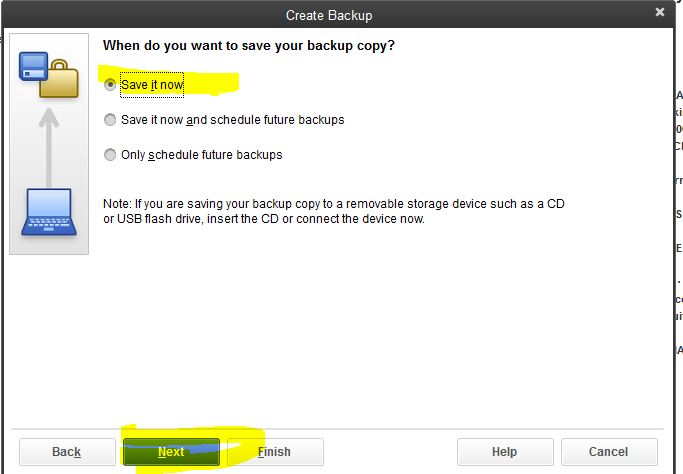 Create Backup
When do you want to save your backup copy?
Save it now
Save it now and schedule future backups
Only schedule future backups
Note: If you are saving your backup copy to a removable storage device such as a CD
or USB flash drive, insert the CD or connect the device now.
Back
Next
Finish
Help
Cancel